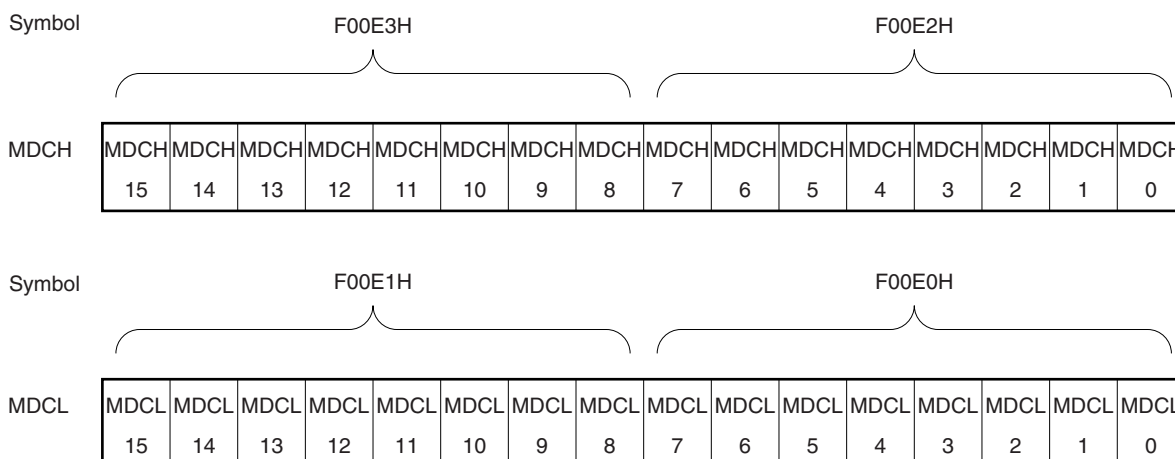 Symbol F00E3H F00E2H
MDCH MDCH MDCH MDCH MDCH MDCH MDCH MDCH MDCH MDCH MDCH MDCH MDCH MDCH MDCH MDCH MDCH
15 14 13 12 11 10 9 8 7 6 5 4 3 2 1 0
Symbol F00E1H F00E0H
MDCL MDCL MDCL MDCL MDCL MDCL MDCL MDCL MDCL MDCL MDCL MDCL MDCL MDCL MDCL MDCL MDCL
15 14 13 12 11 10 9 8 7 6 5 4 3 2 1 0